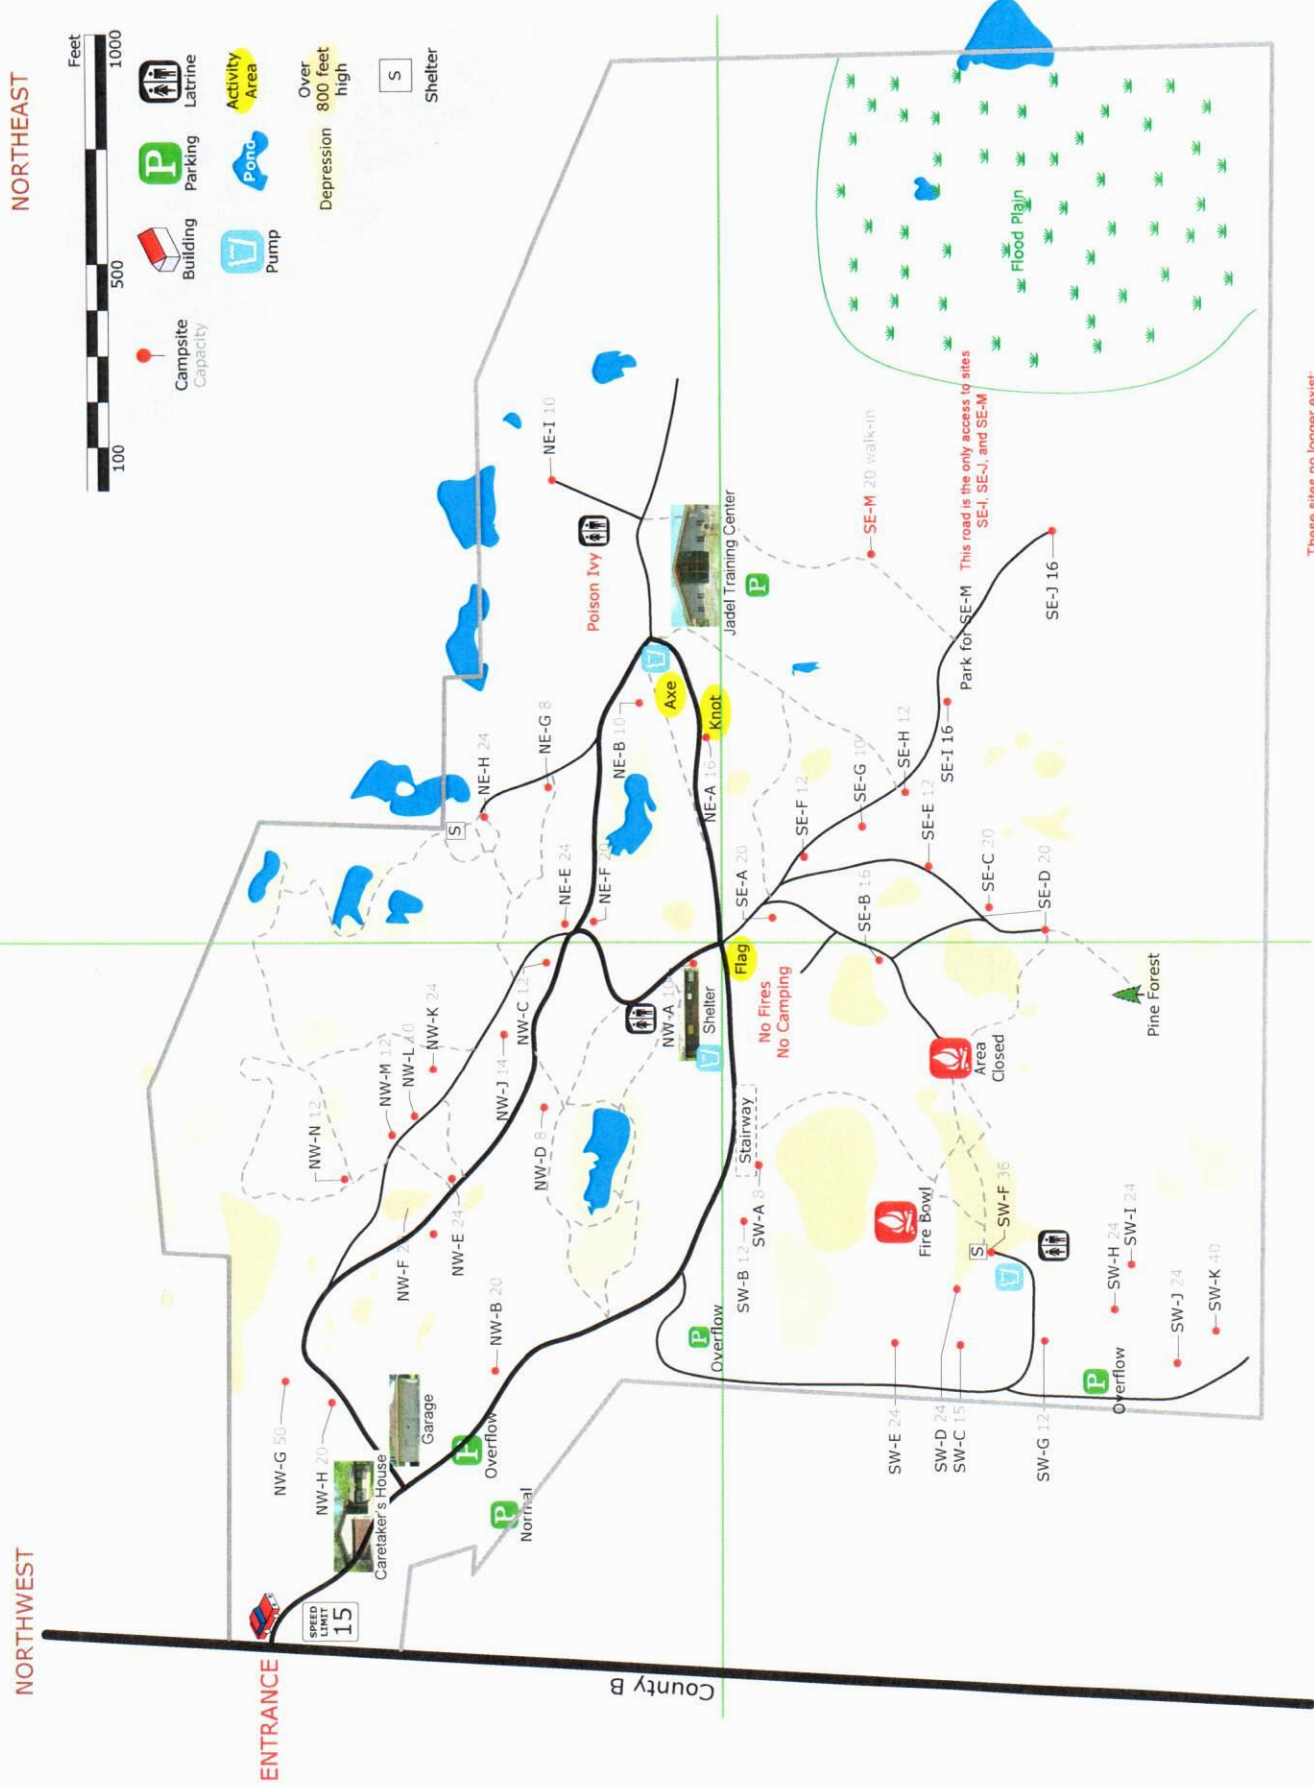 NORTHWEST
NORTHEAST
ENTRANCE
SPEED
LIMIT
15
County B
Feet
100
500
1000
Campsite
Capacity
Building
Parking
Latrine
Pump
Pond
Activity
Area
Depression
Over
800 feet
high
S
Shelter
Caretaker's House
Garage
P
Overflow
P
Normal
NW-G 50
NW-H 20
NW-B 20
NW-F
NW-E 24
NW-N 12
NW-M 12
NW-L 10
NW-K 24
NW-J 14
NW-C 12
NW-D 8
NW-A
Shelter
NE-H 24
S
NE-G 8
NE-E 24
NE-F
NE-B 10
NE-A 16
NE-I 10
Poison Ivy
Axe
Knot
Flag
Jadel Training Center
P
No Fires
No Camping
Stairway
P
Overflow
SW-B 12
SW-A 8
Fire Bowl
S
SW-F 36
SW-E 24
SW-D 24
SW-C 15
SW-G 12
SW-H 24
SW-I 24
P
Overflow
SW-J 24
SW-K 40
Area
Closed
Pine Forest
SE-A 20
SE-B 16
SE-F 12
SE-G 10
SE-H 12
SE-E 12
SE-C 20
SE-D 20
SE-I 16
SE-J 16
SE-M 20 walk-in
Park for SE-M
This road is the only access to sites
SE-I, SE-J, and SE-M
Flood Plain
These sites no longer exist: